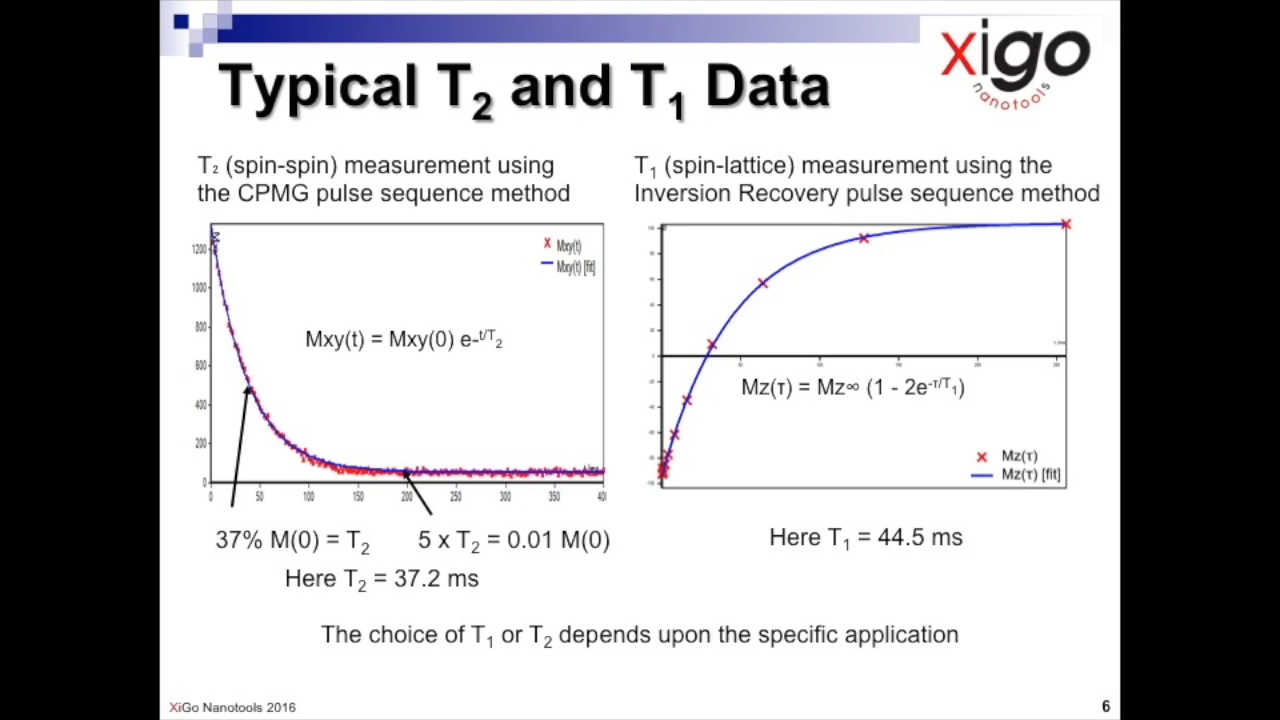 xigo
nanotools
Typical T₂ and T₁ Data
T₂ (spin-spin) measurement using
the CPMG pulse sequence method
T₁ (spin-lattice) measurement using the
Inversion Recovery pulse sequence method
1200
1000
800
600
400
200
0
0 50 100 150 200 250 300 350 40
Mxy(t)
Mxy(t) [fit]
Mxy(t) = Mxy(0) e-ᵗ/ᵀ₂
Mz(τ) = Mz∞ (1 - 2e-τ/T₁)
Mz(τ)
Mz(τ) [fit]
37% M(0) = T₂
5 x T₂ = 0.01 M(0)
Here T₂ = 37.2 ms
Here T₁ = 44.5 ms
The choice of T₁ or T₂ depends upon the specific application
XiGo Nanotools 2016
6